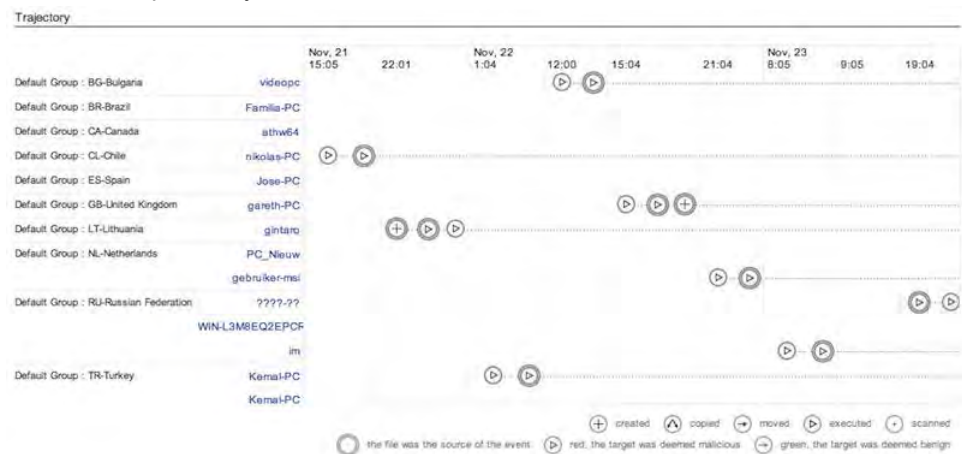 Trajectory
Nov, 21 Nov, 22 Nov, 23
15:05 22:01 1:04 12:00 15:04 21:04 8:05 9:05 19:04
Default Group : BG-Bulgaria videopc
Default Group : BR-Brazil Familia-PC
Default Group : CA-Canada athw64
Default Group : CL-Chile nikolas-PC
Default Group : ES-Spain Jose-PC
Default Group : GB-United Kingdom gareth-PC
Default Group : LT-Lithuania gintaro
Default Group : NL-Netherlands PC_Nieuw
gebruiker-msi
Default Group : RU-Russian Federation ????-??
WIN-L3M8EQ2EPCF
im
Default Group : TR-Turkey Kemal-PC
Kemal-PC
created copied moved executed scanned
the file was the source of the event red, the target was deemed malicious green, the target was deemed benign